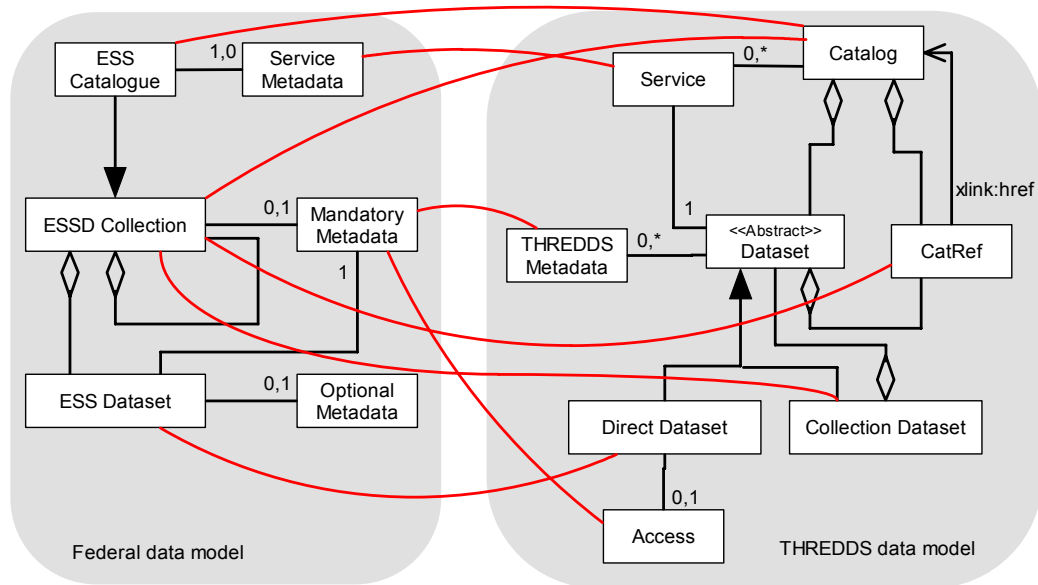 ESS
Catalogue
1,0
Service
Metadata
ESSD Collection
0,1
Mandatory
Metadata
1
ESS Dataset
0,1
Optional
Metadata
Federal data model
Service
0,*
Catalog
xlink:href
1
THREDDS
Metadata
0,*
<<Abstract>>
Dataset
CatRef
Direct Dataset
Collection Dataset
0,1
Access
THREDDS data model